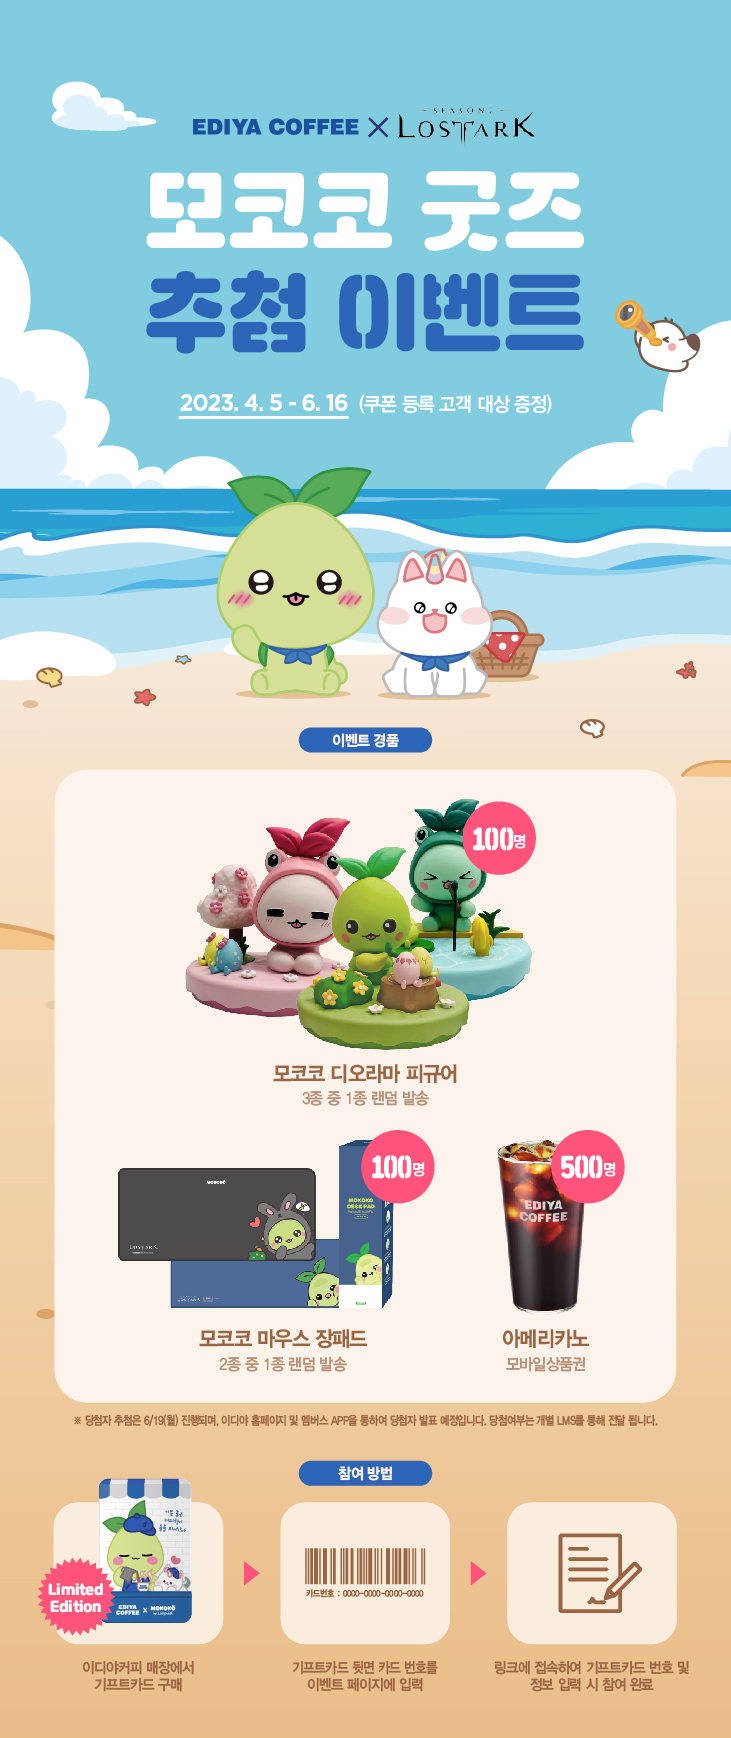 EDIYA COFFEE × SEASON2 LOST ARK
모코코 굿즈
추첨 이벤트
2023. 4. 5 - 6. 16 (쿠폰 등록 고객 대상 증정)
이벤트 경품
100명
모코코 디오라마 피규어
3종 중 1종 랜덤 발송
100명
500명
MOKOKO
MOKOKO
DESK PAD
LOST ARK
EDIYA
COFFEE
모코코 마우스 장패드
2종 중 1종 랜덤 발송
아메리카노
모바일상품권
※ 당첨자 추첨은 6/19(월) 진행되며, 이디야 홈페이지 및 멤버스 APP을 통하여 당첨자 발표 예정입니다. 당첨여부는 개별 LMS를 통해 전달 됩니다.
참여 방법
Limited
Edition
EDIYA
COFFEE × MOKOKO
카드번호 : 0000-0000-0000-0000
이디야커피 매장에서
기프트카드 구매
기프트카드 뒷면 카드 번호를
이벤트 페이지에 입력
링크에 접속하여 기프트카드 번호 및
정보 입력 시 참여 완료